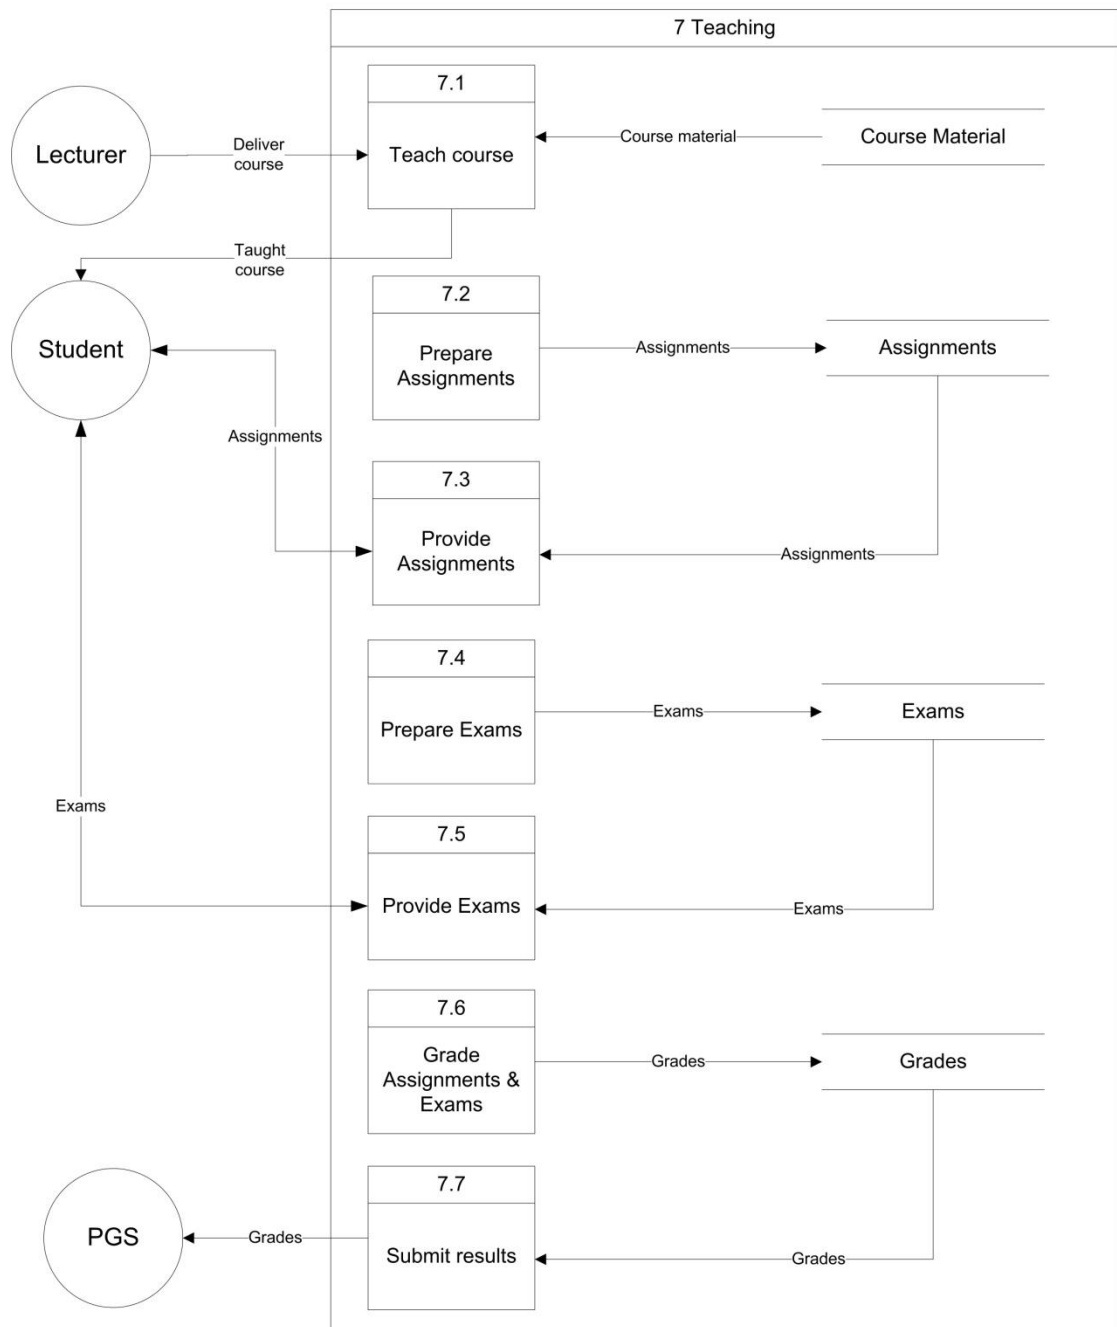 7 Teaching
7.1
Lecturer
Deliver
course
Teach course
Course material
Course Material
Taught
course
7.2
Student
Prepare
Assignments
Assignments
Assignments
Assignments
7.3
Provide
Assignments
Assignments
7.4
Prepare Exams
Exams
Exams
Exams
7.5
Provide Exams
Exams
7.6
Grade
Assignments &
Exams
Grades
Grades
7.7
PGS
Grades
Submit results
Grades